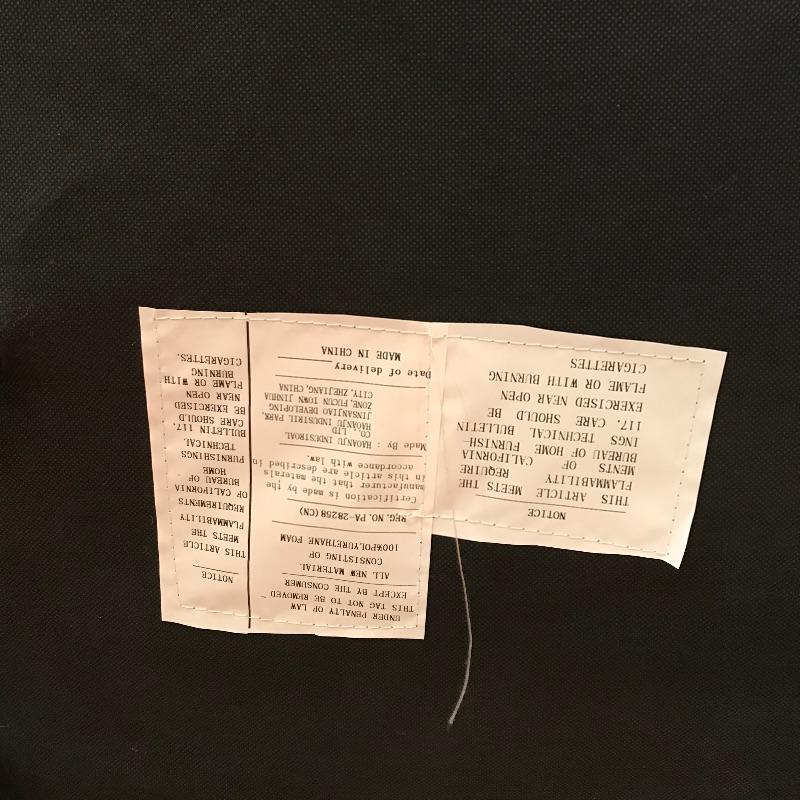 NOTICE
THIS ARTICLE MEETS THE
FLAMMABILITY REQUIRE
MENTS OF CALIFORNIA
BUREAU OF HOME FURNISH-
INGS TECHNICAL BULLETIN
117. CARE SHOULD BE
EXERCISED NEAR OPEN
FLAME OR WITH BURNING
CIGARETTES
UNDER PENALTY OF LAW
THIS TAG NOT TO BE REMOVED
EXCEPT BY THE CONSUMER
ALL NEW MATERIAL
CONSISTING OF
100%POLYURETHANE FOAM
REG. NO. PA-28258(CN)
Certification is made by the
manufacturer that the materals
in this article are described in
accordance with law.
Made By: HAOANJU INDUSTROAL
CO. LTD
HAOANJU INDUSTRIL PARK,
JINSANJIAO DEVELOPING
ZONE, FUCUN TOWN JINHUA
CITY, ZHEJIANG, CHINA
Date of delivery
MADE IN CHINA
NOTICE
THIS ARTICLE
MEETS THE
FLAMMABILITY
REQUIREMENTS
OF CALIFORNIA
BUREAU OF
HOME
FURNISHINGS
TECHNICAL
BULLETIN 117.
CARE SHOULD
BE EXERCISED
NEAR OPEN
FLAME OR WITH
BURNING
CIGARETTES.